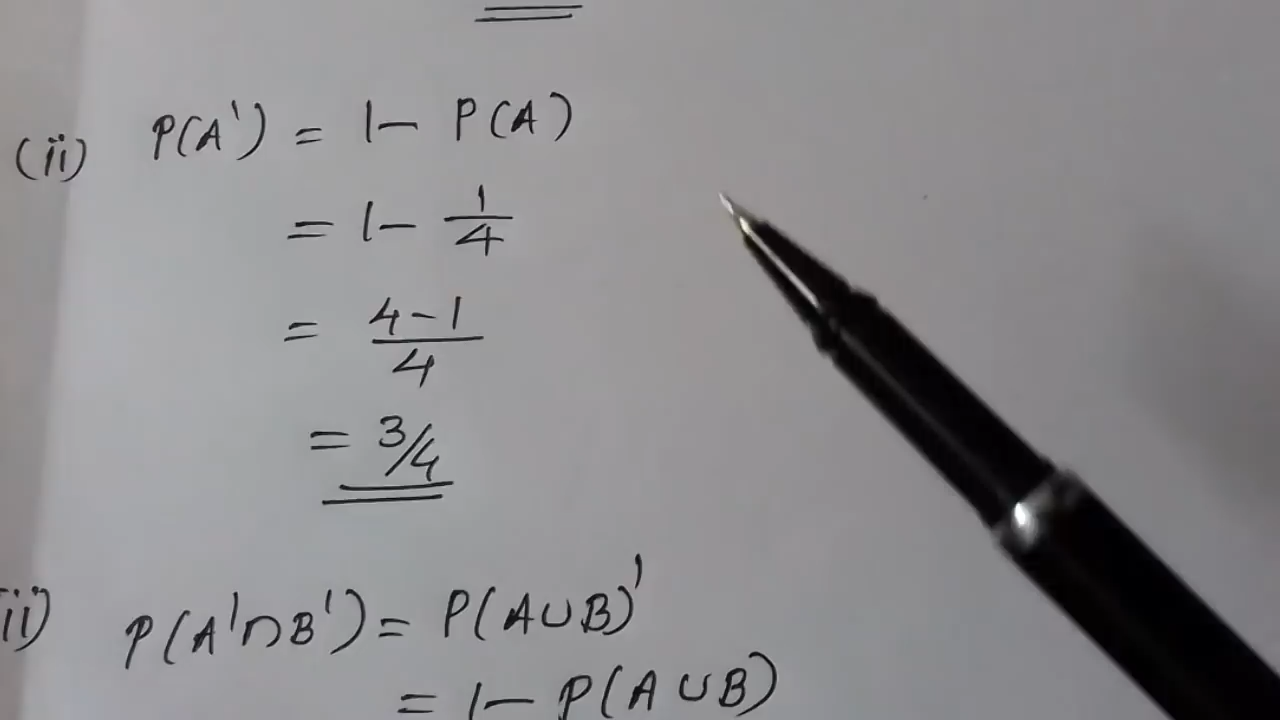 (ii) P(A') = 1 - P(A)
= 1 - 1/4
= 4-1/4
= 3/4
ii) P(A'∩B') = P(A∪B)'
= 1 - P(A∪B)